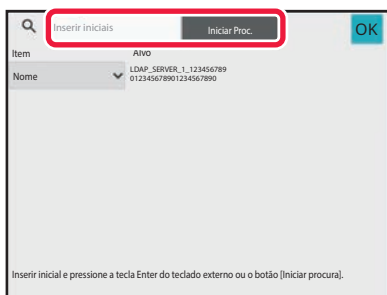 Inserir iniciais Iniciar Proc. OK
Item Alvo
Nome LDAP_SERVER_1_123456789
012345678901234567890
Inserir inicial e pressione a tecla Enter do teclado externo ou o botão [Iniciar procura].